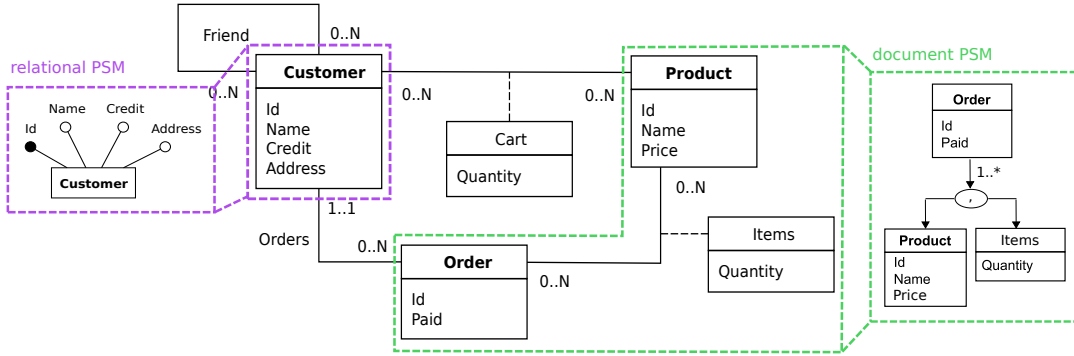 relational PSM
Id
Name
Credit
Address
Customer
Friend
0..N
0..N
Customer
Id
Name
Credit
Address
0..N
0..N
Cart
Quantity
Product
Id
Name
Price
1..1
Orders
0..N
Order
Id
Paid
0..N
0..N
Items
Quantity
document PSM
Order
Id
Paid
1..*
,
Product
Id
Name
Price
Items
Quantity